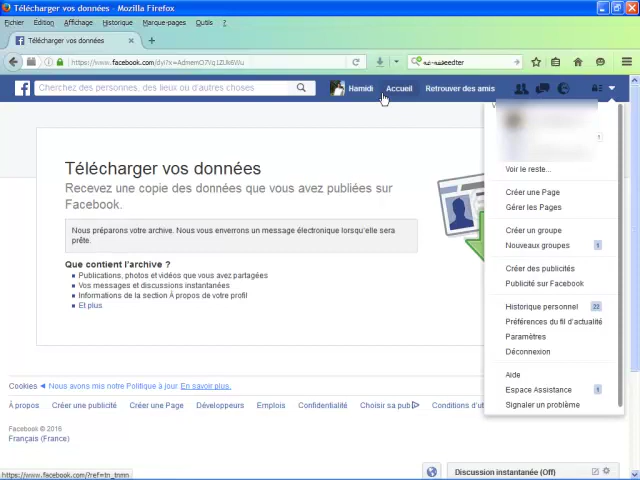 Télécharger vos données - Mozilla Firefox
Fichier Édition Affichage Historique Marque-pages Outils ?
Télécharger vos données
Cherchez des personnes, des lieux ou d'autres choses
Hamidi Accueil Retrouver des amis
1
Voir le reste...
Créer une Page
Gérer les Pages
Créer un groupe
Nouveaux groupes 1
Créer des publicités
Publicité sur Facebook
Historique personnel 22
Préférences du fil d'actualité
Paramètres
Déconnexion
Aide
Espace Assistance 1
Signaler un problème
Télécharger vos données
Recevez une copie des données que vous avez publiées sur
Facebook.
Nous préparons votre archive. Nous vous enverrons un message électronique lorsqu'elle sera
prête.
Que contient l'archive ?
Publications, photos et vidéos que vous avez partagées
Vos messages et discussions instantanées
Informations de la section À propos de votre profil
Et plus
Cookies Nous avons mis notre Politique à jour En savoir plus.
À propos Créer une publicité Créer une Page Développeurs Emplois Confidentialité Choisir sa pub Conditions d'u
Facebook © 2016
Français (France)
https://www.facebook.com/?ref=tn_tnmn
Discussion instantanée (Off)